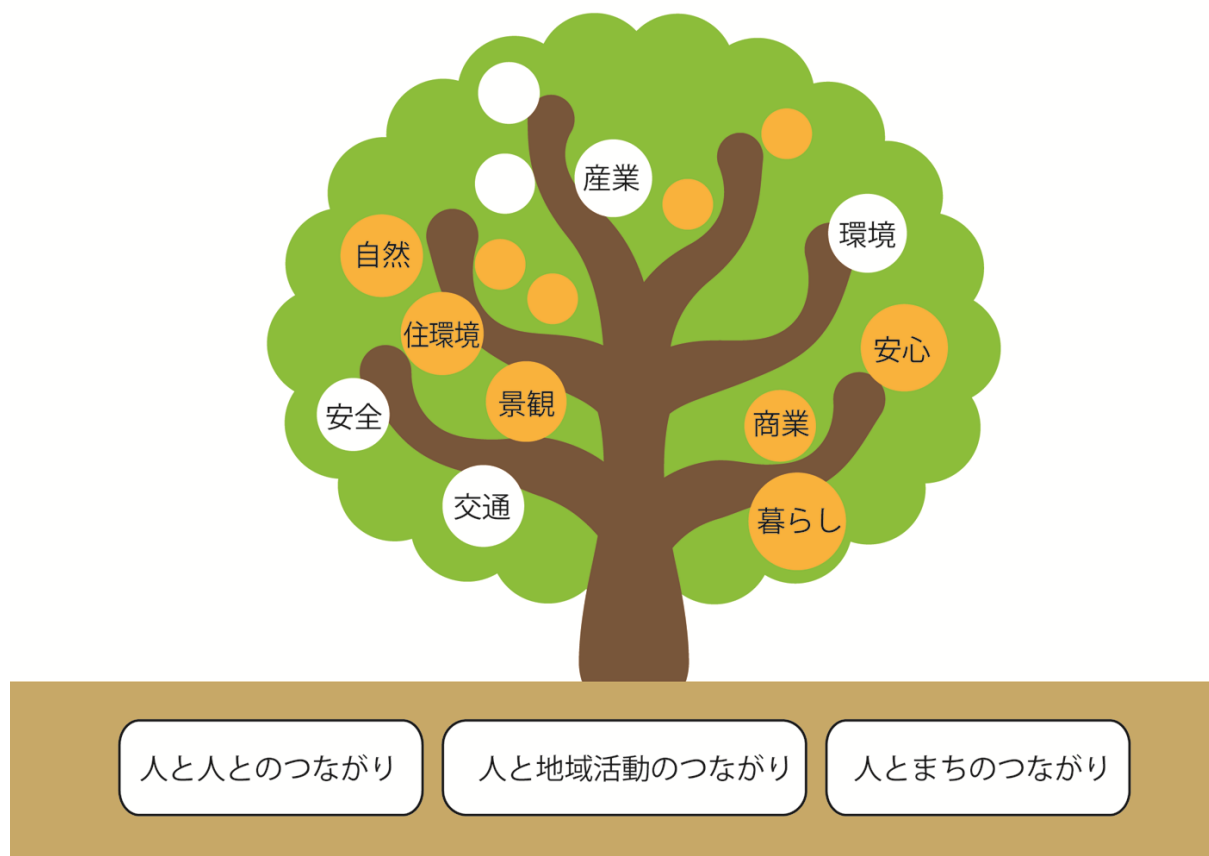 産業
環境
自然
住環境
安心
景観
安全
商業
交通
暮らし
人と人とのつながり
人と地域活動のつながり
人とまちのつながり